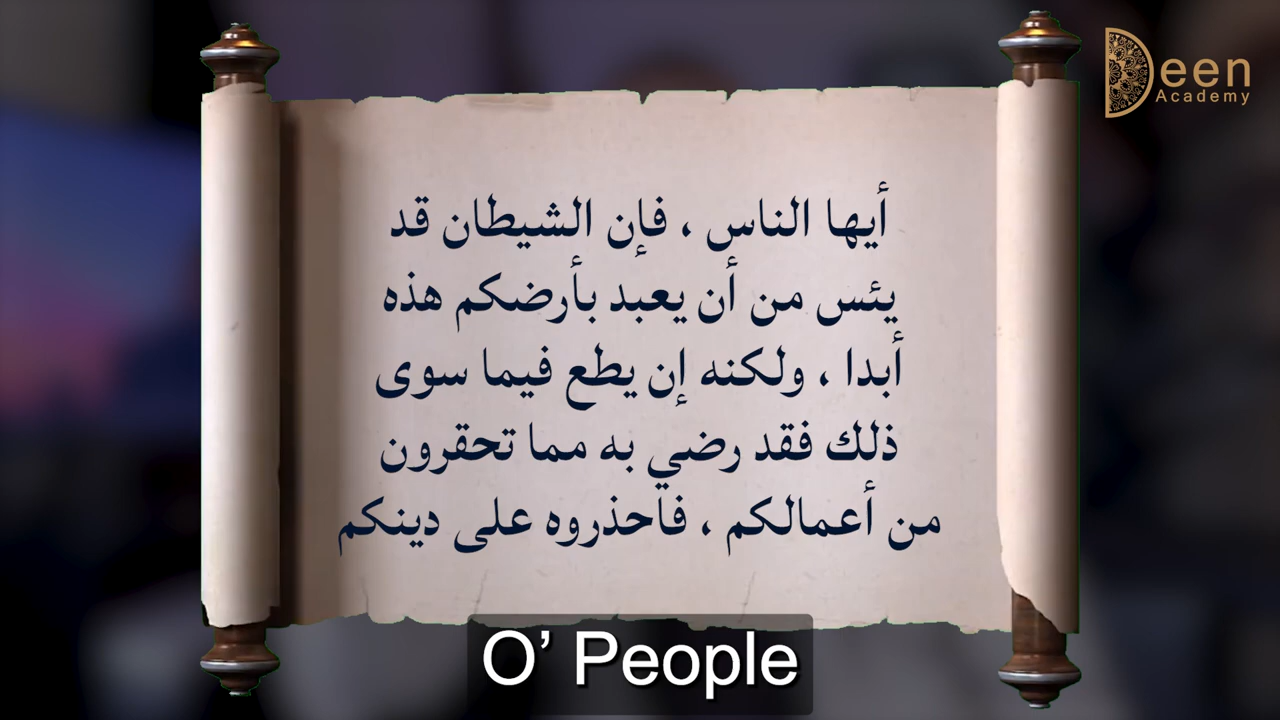 Deen
Academy
أيها الناس ، فإن الشيطان قد
يئس من أن يعبد بأرضكم هذه
أبدا ، ولكنه إن يطع فيما سوى
ذلك فقد رضي به مما تحقرون
من أعمالكم ، فاحذروه على دينكم
O’ People